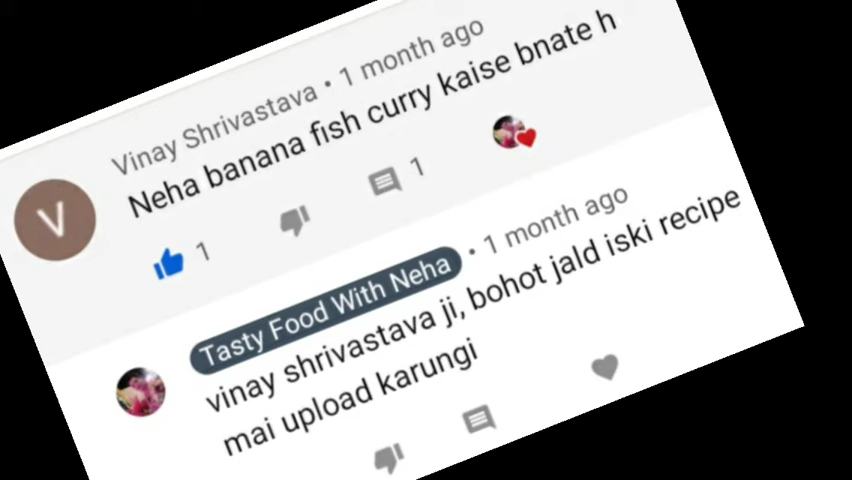 Vinay Shrivastava • 1 month ago
Neha banana fish curry kaise bnate h
V
1
1
Tasty Food With Neha • 1 month ago
vinay shrivastava ji, bohot jald iski recipe
mai upload karungi